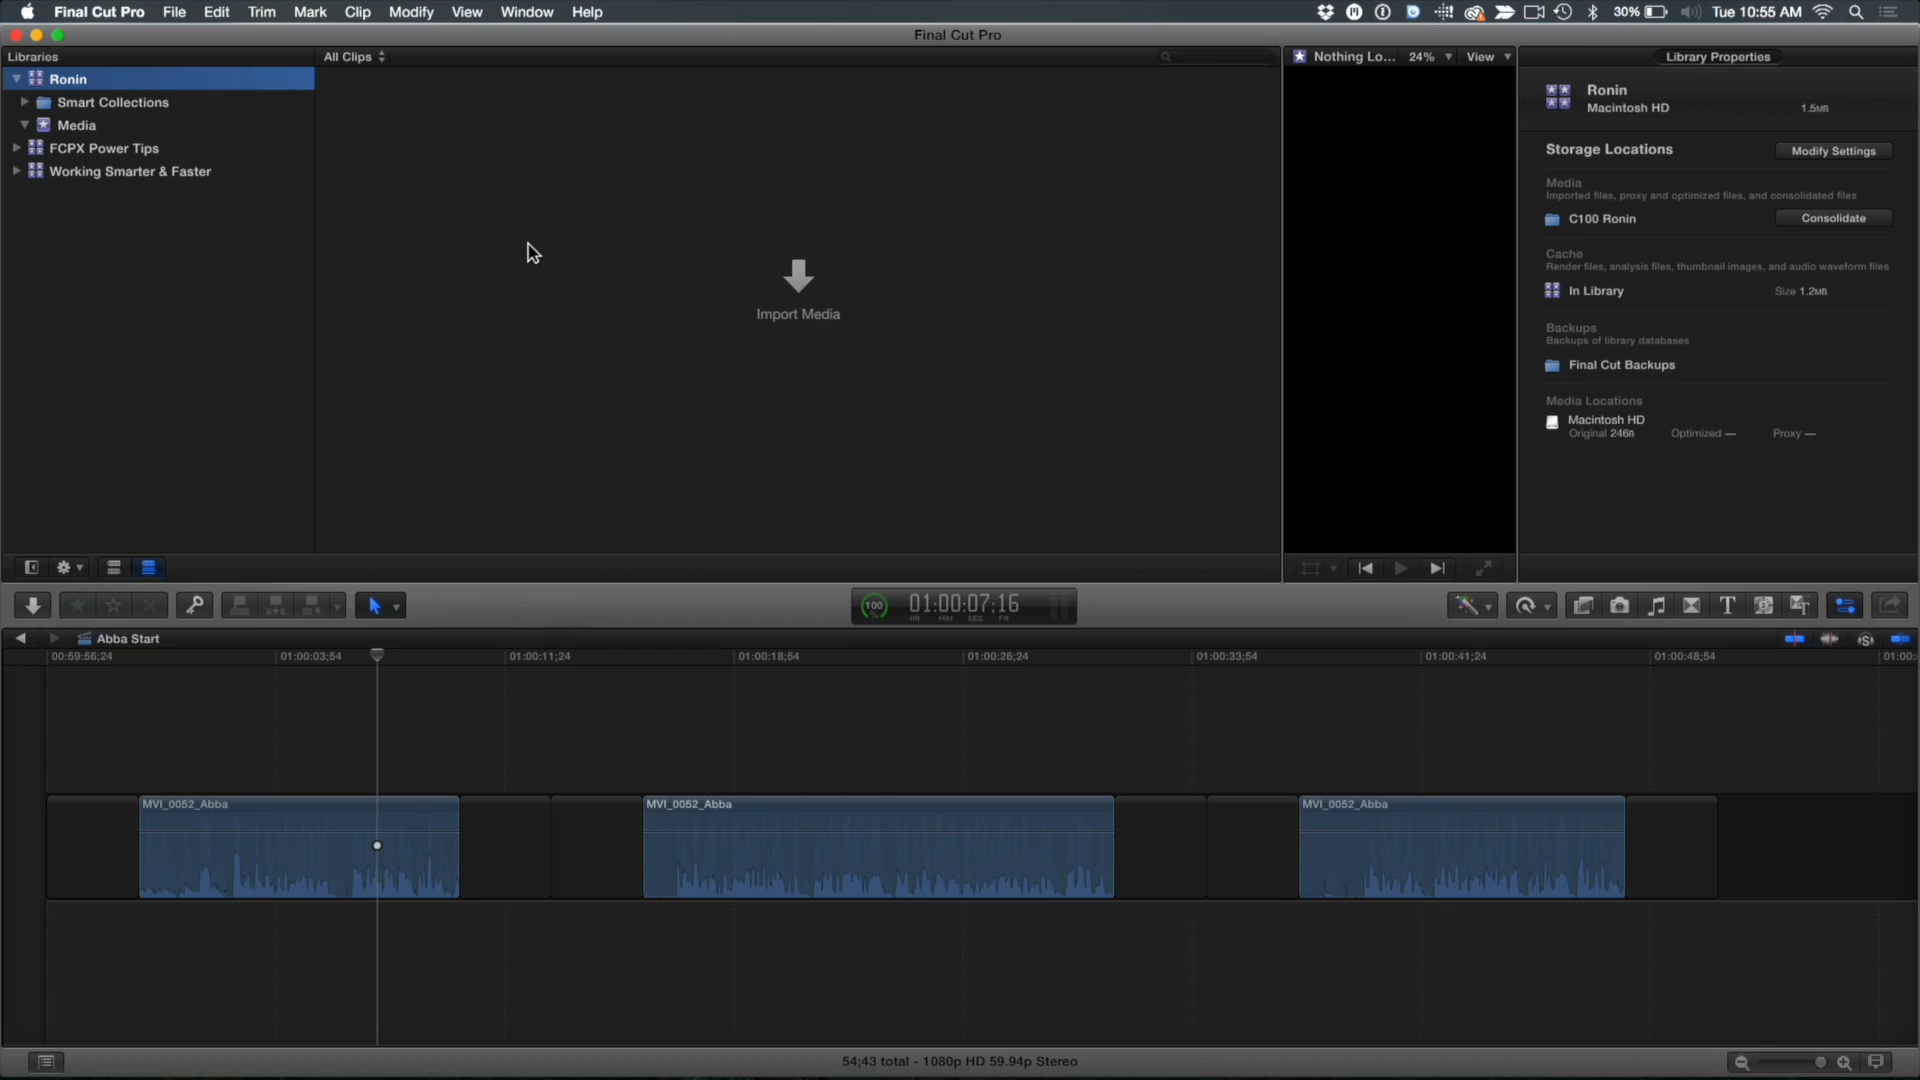 Final Cut Pro File Edit Trim Mark Clip Modify View Window Help 30% Tue 10:55 AM
Final Cut Pro
Libraries All Clips Nothing Lo... 24% View Library Properties
Ronin
Smart Collections
Media
FCPX Power Tips
Working Smarter & Faster
Import Media
Ronin
Macintosh HD 1.5MB
Storage Locations Modify Settings
Media
Imported files, proxy and optimized files, and consolidated files
C100 Ronin Consolidate
Cache
Render files, analysis files, thumbnail images, and audio waveform files
In Library Size 1.2MB
Backups
Backups of library databases
Final Cut Backups
Media Locations
Macintosh HD
Original Optimized — Proxy —
100 01:00:07;16
HR MIN SEC FR
Abba Start
00:59:56;24 01:00:03;54 01:00:11;24 01:00:18;54 01:00:26;24 01:00:33;54 01:00:41;24 01:00:48;54 01:00:
MVI_0052_Abba MVI_0052_Abba MVI_0052_Abba
54;43 total - 1080p HD 59.94p Stereo